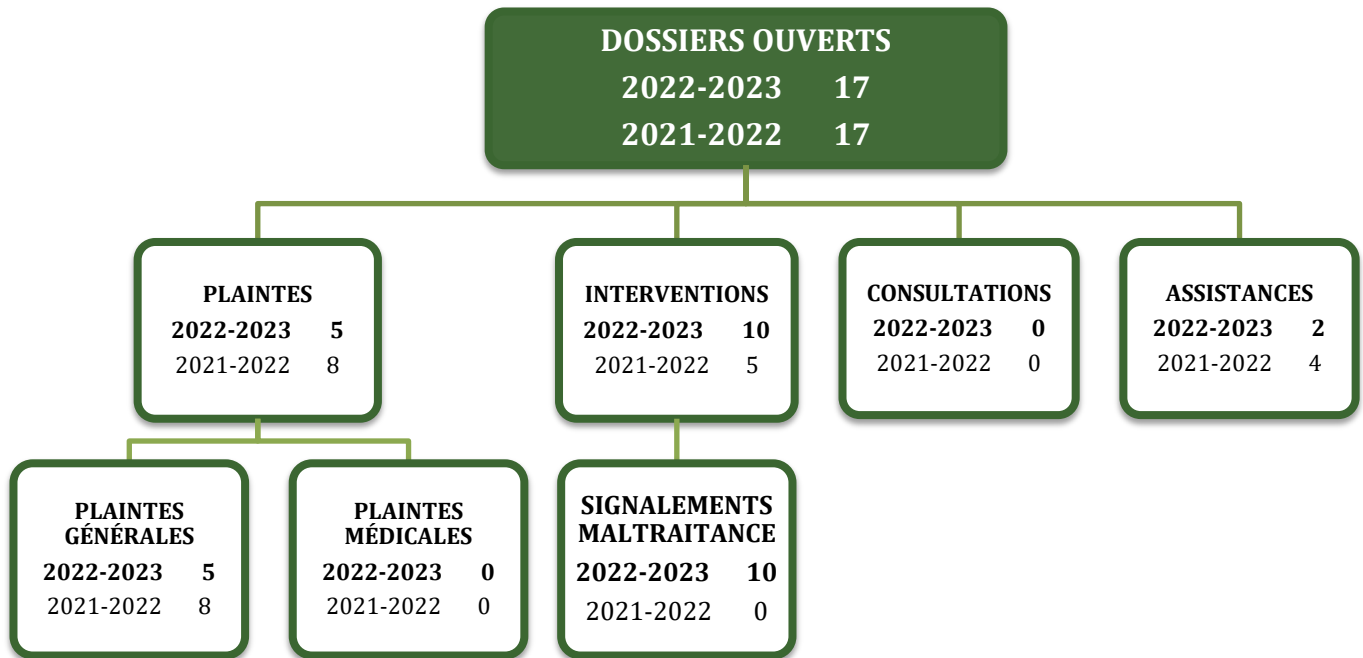 DOSSIERS OUVERTS
2022-2023 17
2021-2022 17
PLAINTES
2022-2023 5
2021-2022 8
INTERVENTIONS
2022-2023 10
2021-2022 5
CONSULTATIONS
2022-2023 0
2021-2022 0
ASSISTANCES
2022-2023 2
2021-2022 4
PLAINTES
GÉNÉRALES
2022-2023 5
2021-2022 8
PLAINTES
MÉDICALES
2022-2023 0
2021-2022 0
SIGNALEMENTS
MALTRAITANCE
2022-2023 10
2021-2022 0